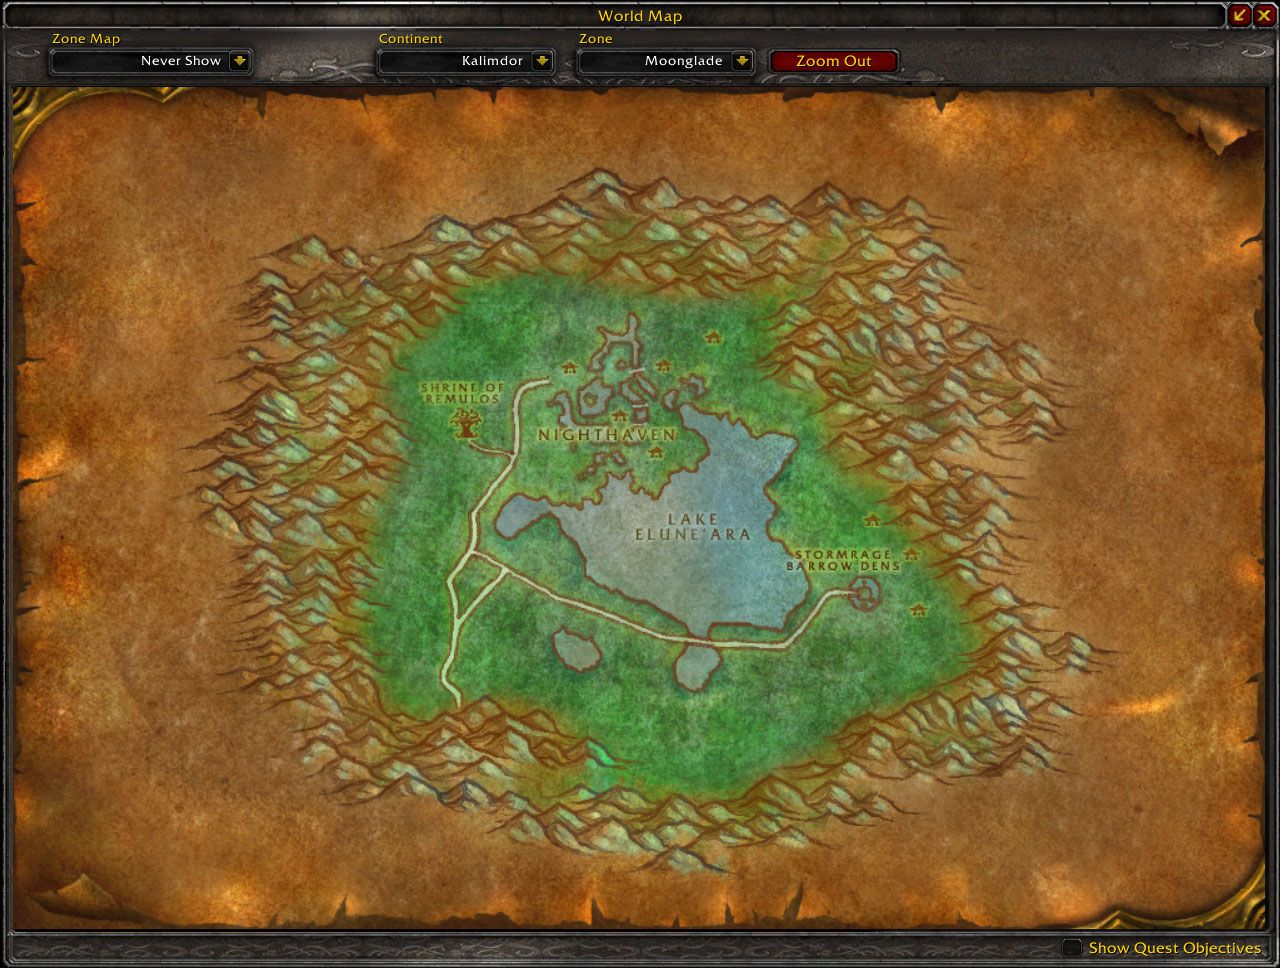 World Map
Zone Map
Continent
Zone
Never Show
Kalimdor
Moonglade
Zoom Out
SHRINE OF
REMULOS
NIGHTHAVEN
LAKE
ELUNE'ARA
STORMRAGE
BARROW DENS
Show Quest Objectives